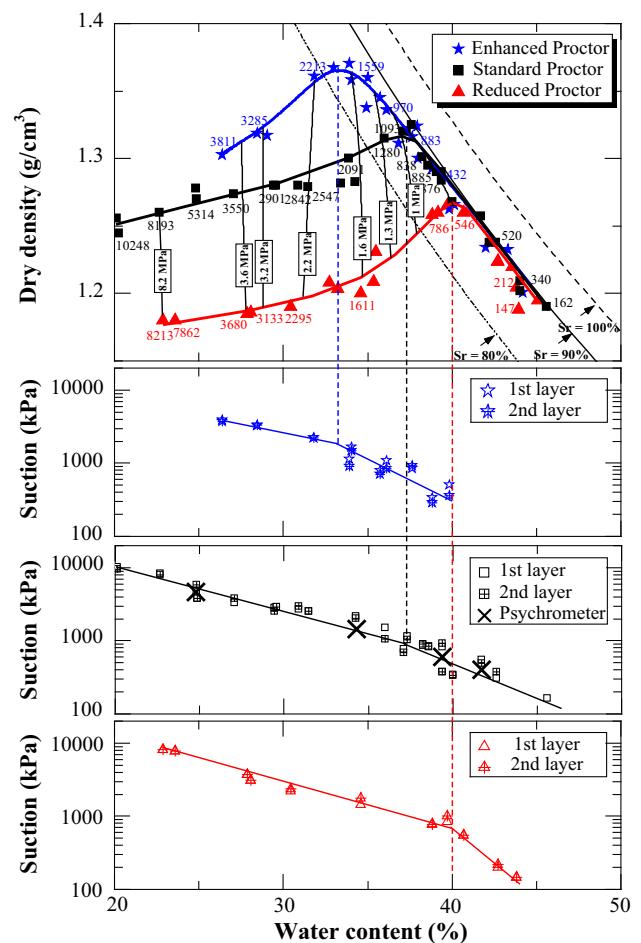 1.4
1.3
1.2
Dry density (g/cm³)
Enhanced Proctor
Standard Proctor
Reduced Proctor
2213
1559
970
3285
3811
1093
883
1280
838
432
2091
885
376
10248
8193
5314
3550
2901
2842
2547
786
546
520
340
162
212
147
8213
7862
3680
3133
2295
1611
8.2 MPa
3.6 MPa
3.2 MPa
2.2 MPa
1.6 MPa
1.3 MPa
1 MPa
Sr = 80%
Sr = 90%
Sr = 100%
Suction (kPa)
10000
1000
100
1st layer
2nd layer
Suction (kPa)
10000
1000
100
1st layer
2nd layer
Psychrometer
Suction (kPa)
10000
1000
100
1st layer
2nd layer
20
30
40
50
Water content (%)